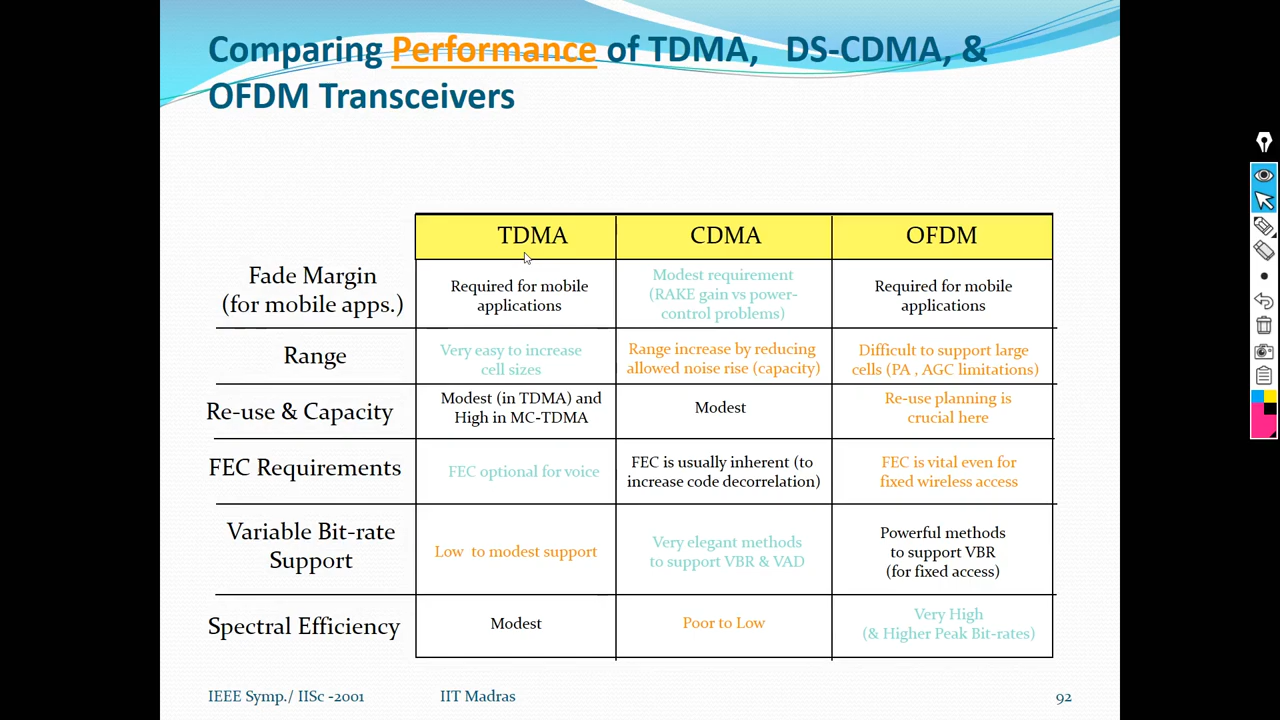 Comparing Performance of TDMA, DS-CDMA, &
OFDM Transceivers
TDMA CDMA OFDM
Fade Margin
(for mobile apps.)
Required for mobile
applications
Modest requirement
(RAKE gain vs power-
control problems)
Required for mobile
applications
Range
Very easy to increase
cell sizes
Range increase by reducing
allowed noise rise (capacity)
Difficult to support large
cells (PA , AGC limitations)
Re-use & Capacity
Modest (in TDMA) and
High in MC-TDMA
Modest
Re-use planning is
crucial here
FEC Requirements
FEC optional for voice
FEC is usually inherent (to
increase code decorrelation)
FEC is vital even for
fixed wireless access
Variable Bit-rate
Support
Low to modest support
Very elegant methods
to support VBR & VAD
Powerful methods
to support VBR
(for fixed access)
Spectral Efficiency
Modest
Poor to Low
Very High
(& Higher Peak Bit-rates)
IEEE Symp./ IISc -2001 IIT Madras 92